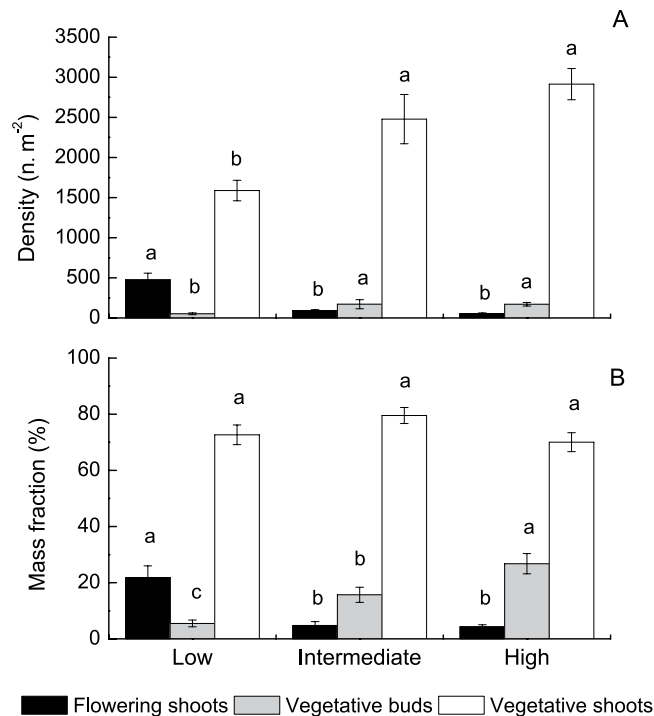 A
3500
3000
2500
2000
1500
1000
500
0
Density (n. m-2)
a b b
b a a
b a a
B
100
80
60
40
20
0
Mass fraction (%)
a c a
b b a
b a a
Low Intermediate High
Flowering shoots Vegetative buds Vegetative shoots